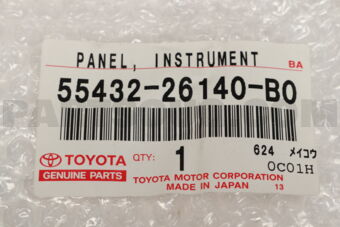 PANEL, INSTRUMENT
BA
55432-26140-B0
TOYOTA
GENUINE PARTS
QTY:
1
624 メイコウ
0C01H
TOYOTA MOTOR CORPORATION
MADE IN JAPAN 13